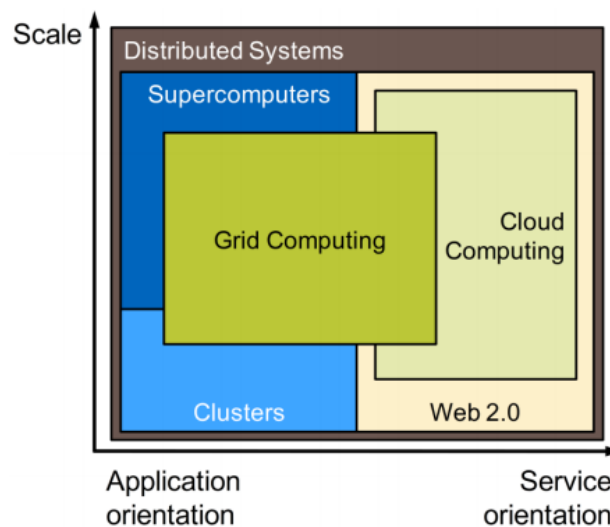 Scale
Distributed Systems
Supercomputers
Grid Computing
Cloud
Computing
Clusters
Web 2.0
Application
orientation
Service
orientation